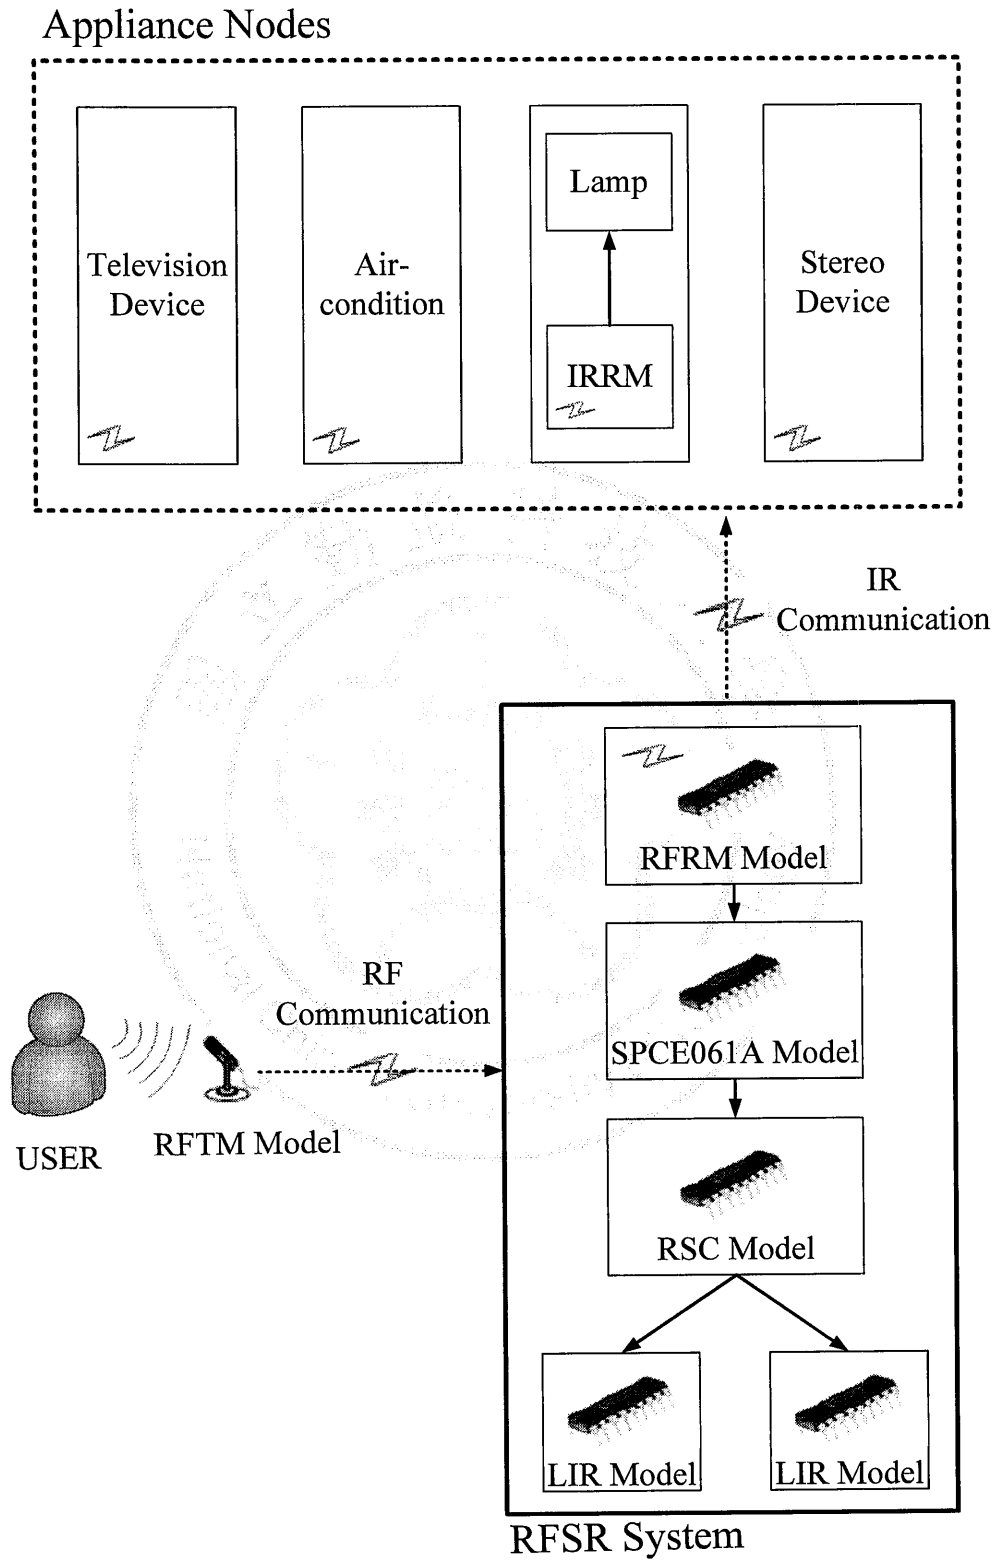 Appliance Nodes
Television
Device
Air-
condition
Lamp
IRRM
Stereo
Device
IR
Communication
RFRM Model
RF
Communication
SPCE061A Model
USER
RFTM Model
RSC Model
LIR Model
LIR Model
RFSR System